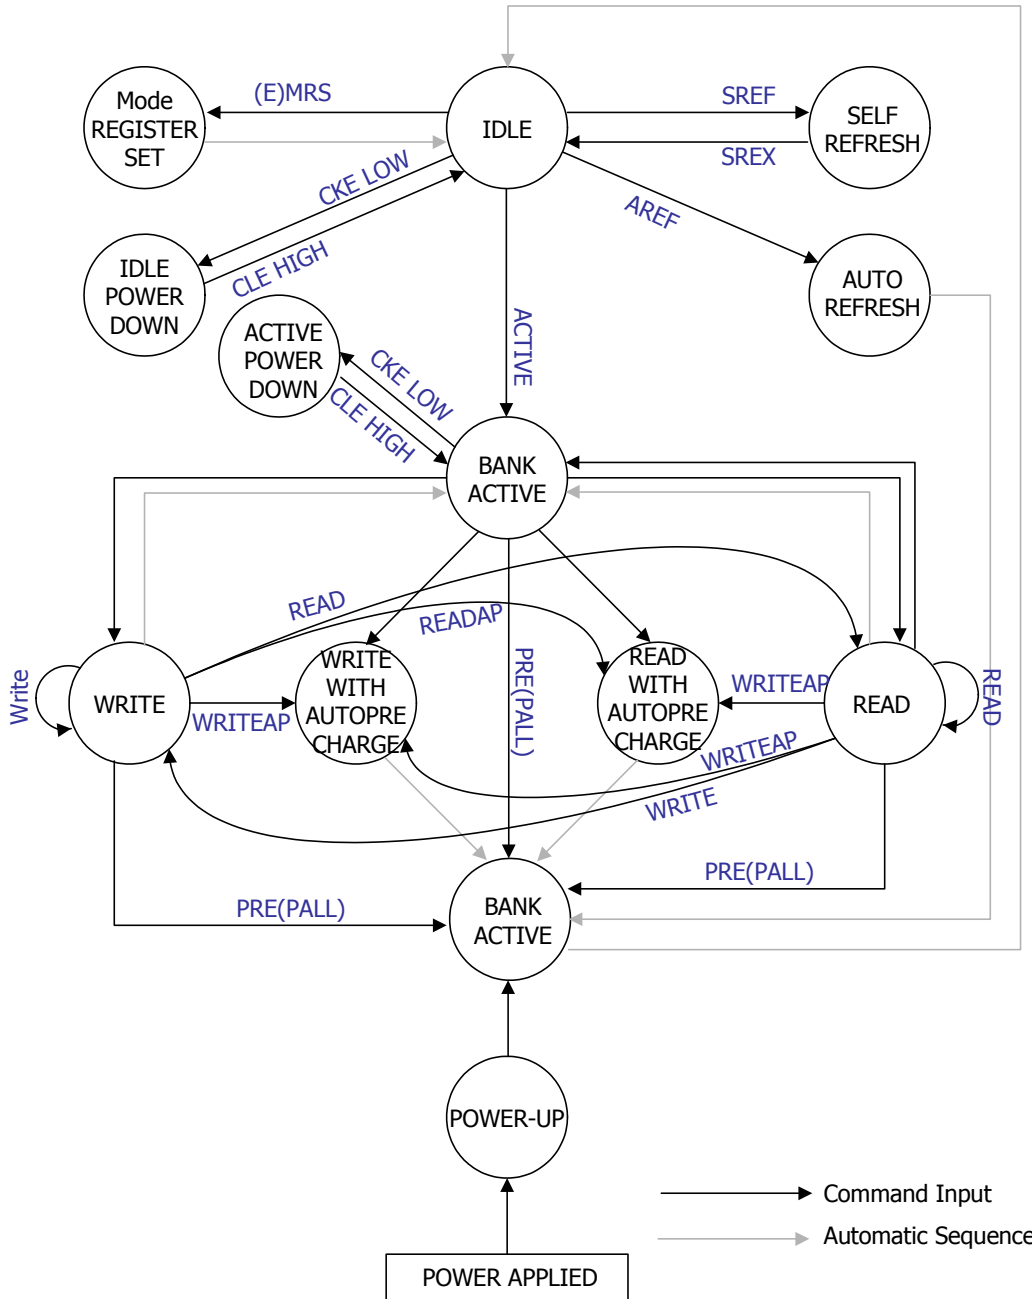 (E)MRS
SREF
Mode
REGISTER
SET
IDLE
SELF
REFRESH
SREX
CKE LOW
AREF
CLE HIGH
IDLE
POWER
DOWN
AUTO
REFRESH
ACTIVE
POWER
DOWN
ACTIVE
CKE LOW
CLE HIGH
BANK
ACTIVE
READ
READAP
PRE(PALL)
Write
WRITE
WRITEAP
WRITE
WITH
AUTOPRE
CHARGE
READ
WITH
AUTOPRE
CHARGE
WRITEAP
READ
READ
WRITEAP
WRITE
PRE(PALL)
PRE(PALL)
BANK
ACTIVE
POWER-UP
Command Input
Automatic Sequence
POWER APPLIED